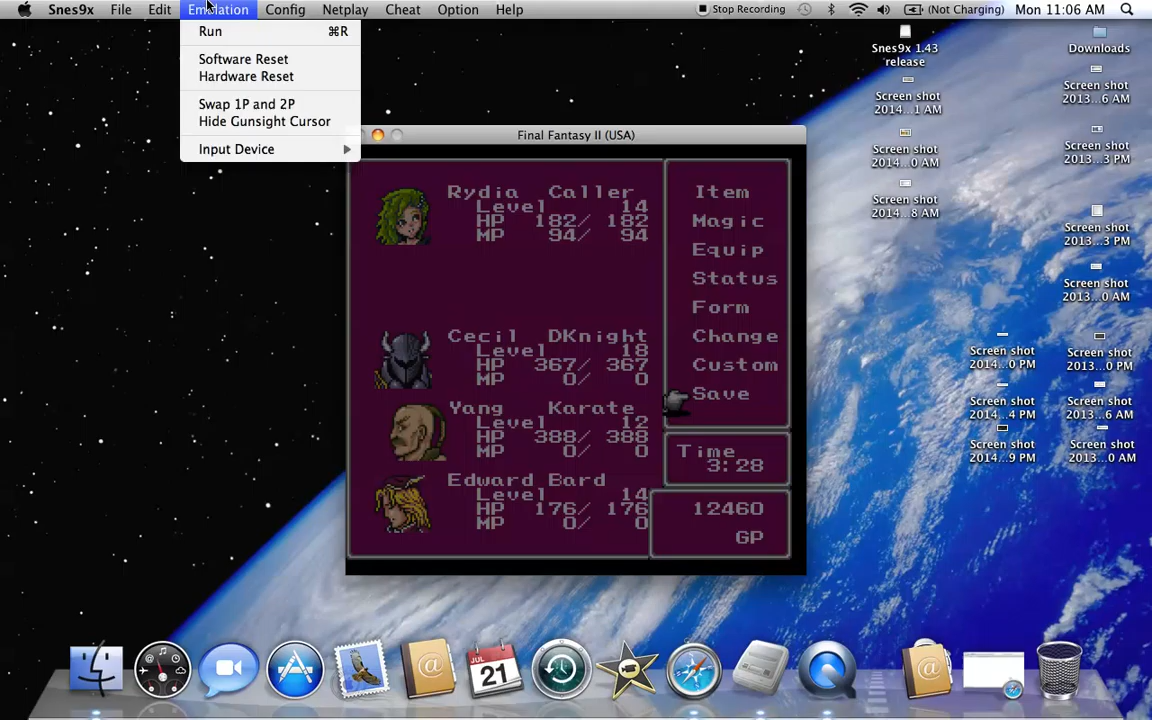 Snes9x File Edit Emulation Config Netplay Cheat Option Help Stop Recording (Not Charging) Mon 11:06 AM
Run ⌘R
Software Reset
Hardware Reset
Swap 1P and 2P
Hide Gunsight Cursor
Input Device
Final Fantasy II (USA)
Rydia Caller
Level 14
HP 182/ 182
MP 94/ 94
Cecil DKnight
Level 18
HP 367/ 367
MP 0/ 0
Yang Karate
Level 12
HP 388/ 388
MP 0/ 0
Edward Bard
Level 14
HP 176/ 176
MP 0/ 0
Item
Magic
Equip
Status
Form
Change
Custom
Save
Time
3:28
12460
GP
Snes9x 1.43
release
Screen shot
2014...1 AM
Screen shot
2014...0 AM
Screen shot
2014...8 AM
Downloads
Screen shot
2013...6 AM
Screen shot
2013...3 PM
Screen shot
2013...3 PM
Screen shot
2013...0 AM
Screen shot
2014...0 PM
Screen shot
2013...0 PM
Screen shot
2014...4 PM
Screen shot
2013...6 AM
Screen shot
2014...9 PM
Screen shot
2013...0 AM
JUL
21